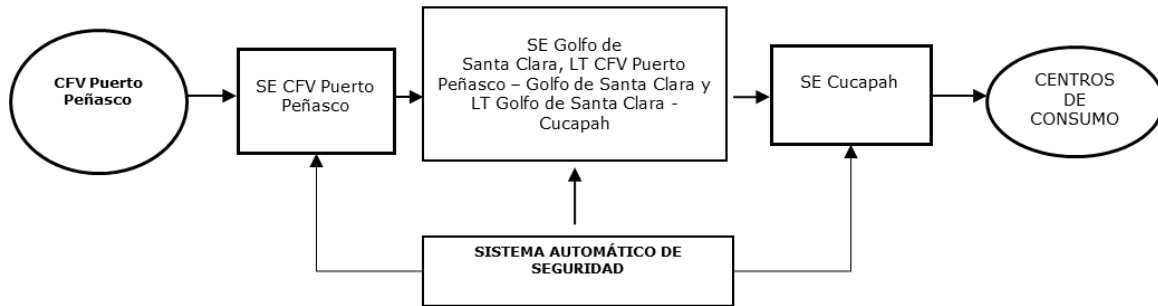 CFV Puerto
Peñasco
SE CFV Puerto
Peñasco
SE Golfo de
Santa Clara, LT CFV Puerto
Peñasco – Golfo de Santa Clara y
LT Golfo de Santa Clara -
Cucapah
SE Cucapah
CENTROS
DE
CONSUMO
SISTEMA AUTOMÁTICO DE
SEGURIDAD